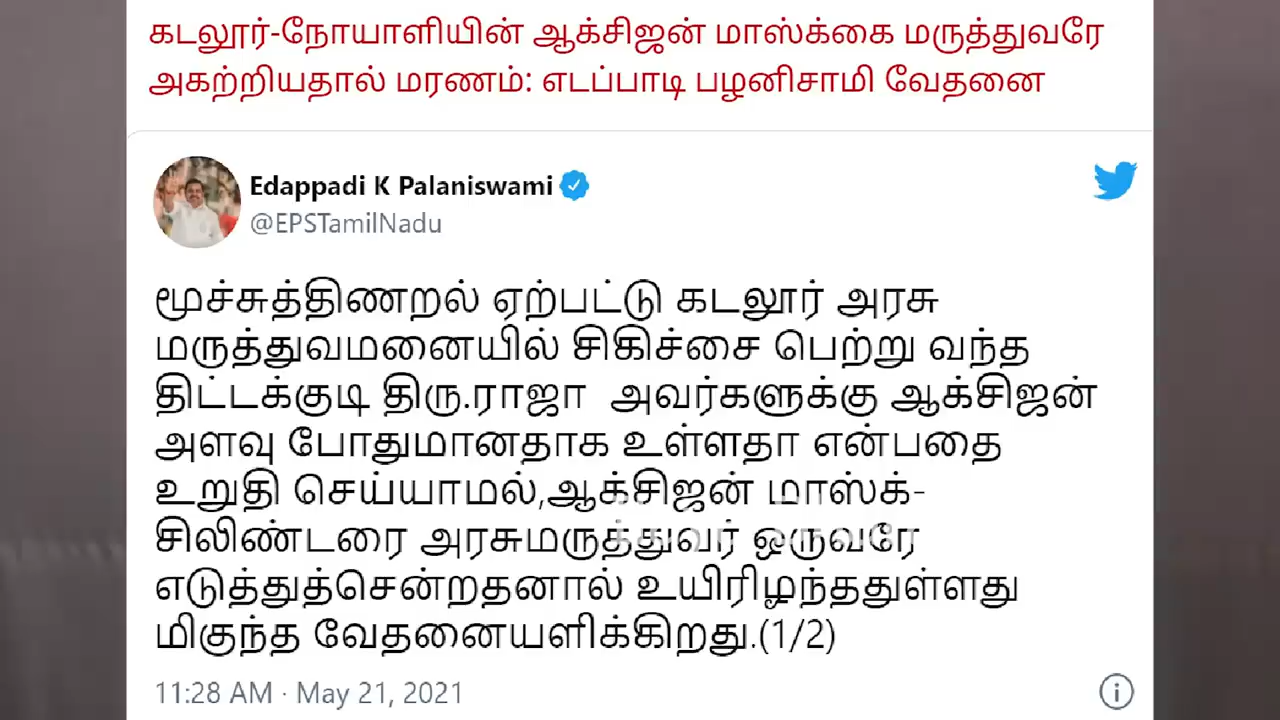 கடலூர்-நோயாளியின் ஆக்சிஜன் மாஸ்க்கை மருத்துவரே
அகற்றியதால் மரணம்: எடப்பாடி பழனிசாமி வேதனை
Edappadi K Palaniswami
@EPSTamilNadu
மூச்சுத்திணறல் ஏற்பட்டு கடலூர் அரசு
மருத்துவமனையில் சிகிச்சை பெற்று வந்த
திட்டக்குடி திரு.ராஜா அவர்களுக்கு ஆக்சிஜன்
அளவு போதுமானதாக உள்ளதா என்பதை
உறுதி செய்யாமல்,ஆக்சிஜன் மாஸ்க்-
சிலிண்டரை அரசுமருத்துவர் ஒருவரே
எடுத்துத்சென்றதனால் உயிரிழந்ததுள்ளது
மிகுந்த வேதனையளிக்கிறது.(1/2)
11:28 AM · May 21, 2021